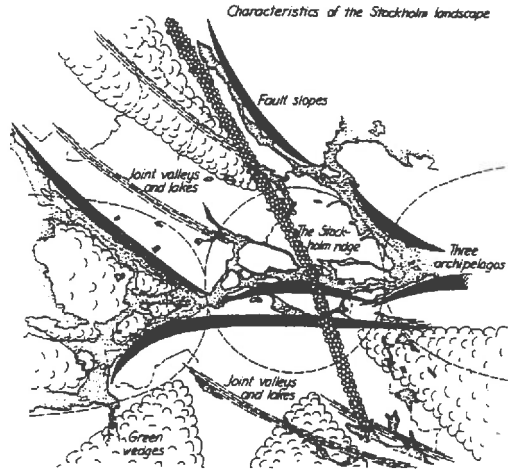 Characteristics of the Stockholm landscape
Fault slopes
Joint valleys
and lakes
The Stock-
holm ridge
Three
archipelagos
Joint valleys
and lakes
Green
wedges